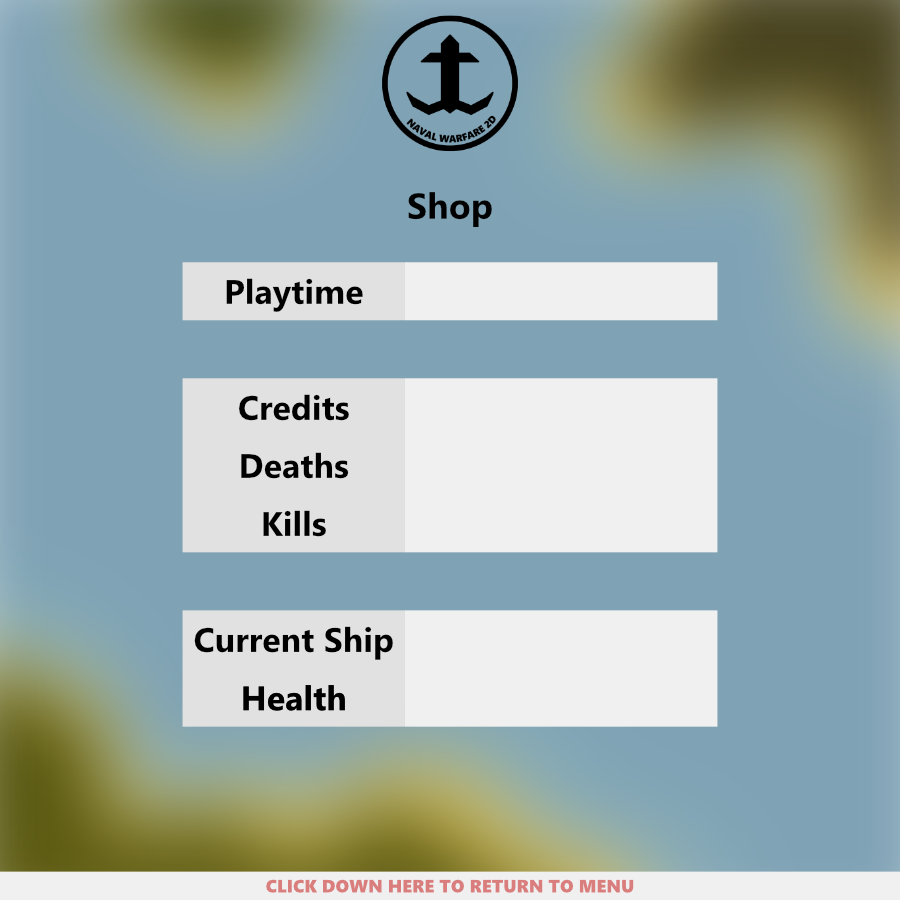 NAVAL WARFARE 2D
Shop
Playtime
Credits
Deaths
Kills
Current Ship
Health
CLICK DOWN HERE TO RETURN TO MENU